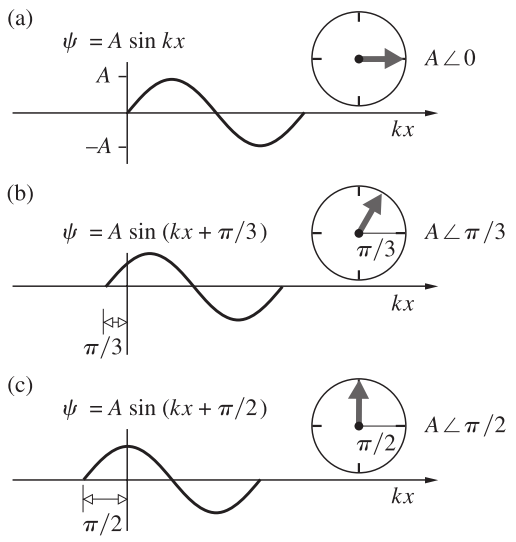 (a)
ψ = A sin kx
A
–A
kx
A∠0
(b)
ψ = A sin (kx + π/3)
π/3
kx
π/3
A∠π/3
(c)
ψ = A sin (kx + π/2)
π/2
kx
π/2
A∠π/2